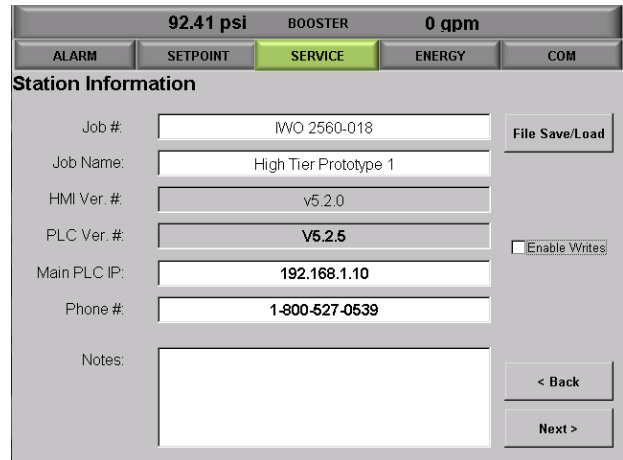 92.41 psi BOOSTER 0 gpm
ALARM SETPOINT SERVICE ENERGY COM
Station Information
Job #: IWO 2560-018 File Save/Load
Job Name: High Tier Prototype 1
HMI Ver. #: v5.2.0
PLC Ver. #: V5.2.5 Enable Writes
Main PLC IP: 192.168.1.10
Phone #: 1-800-527-0539
Notes:
< Back
Next >